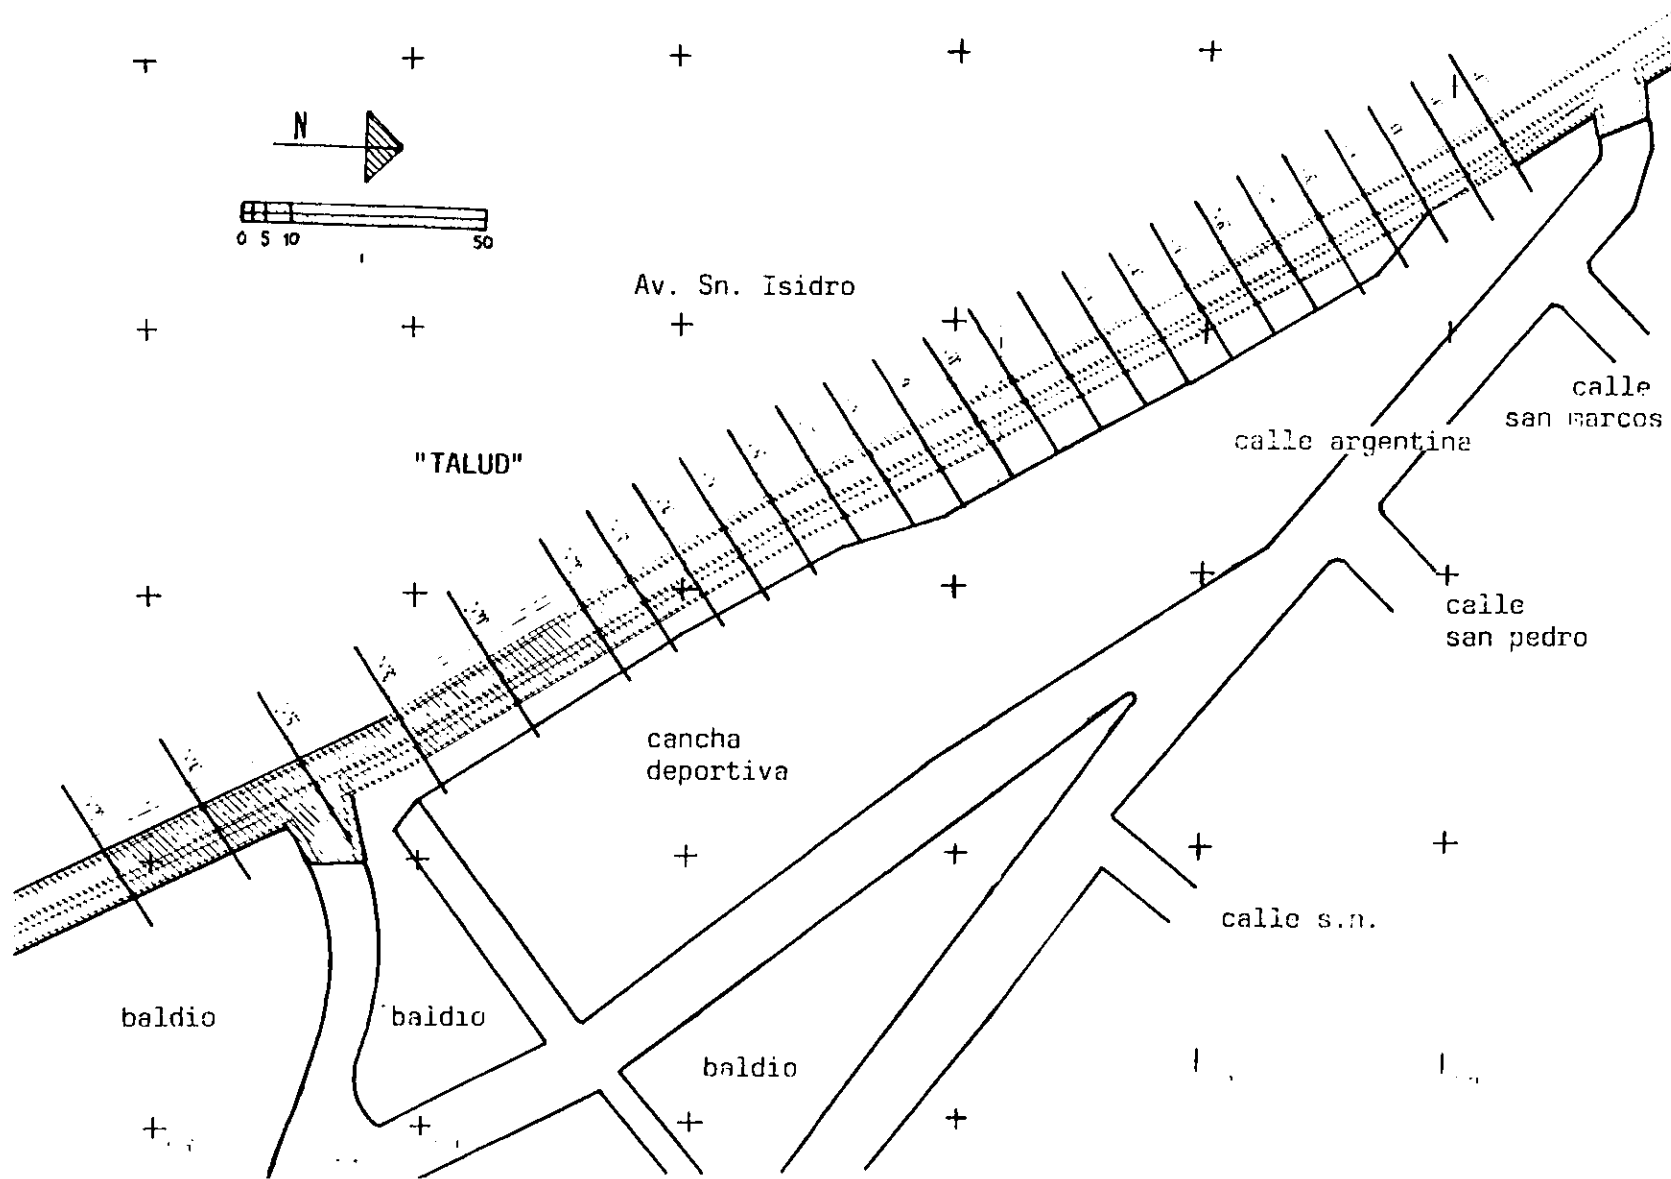 N
0 5 10 50
Av. Sn. Isidro
"TALUD"
calle
san marcos
calle argentina
calle
san pedro
cancha
deportiva
calle s.n.
baldio
baldio
baldio